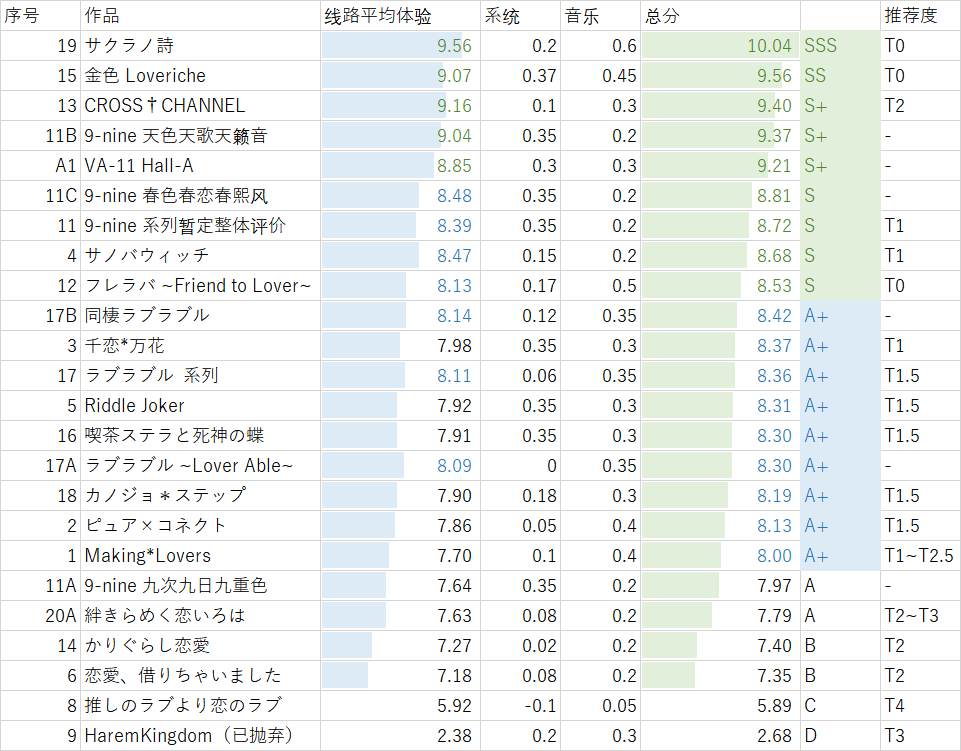 序号 作品 线路平均体验 系统 音乐 总分 推荐度
19 サクラノ詩 9.56 0.2 0.6 10.04 SSS T0
15 金色 Loveriche 9.07 0.37 0.45 9.56 SS T0
13 CROSS†CHANNEL 9.16 0.1 0.3 9.40 S+ T2
11B 9-nine 天色天歌天籁音 9.04 0.35 0.2 9.37 S+ -
A1 VA-11 Hall-A 8.85 0.3 0.3 9.21 S+ -
11C 9-nine 春色春恋春熙风 8.48 0.35 0.2 8.81 S -
11 9-nine 系列暂定整体评价 8.39 0.35 0.2 8.72 S T1
4 サノバウィッチ 8.47 0.15 0.2 8.68 S T1
12 フレラバ ~Friend to Lover~ 8.13 0.17 0.5 8.53 S T0
17B 同棲ラブラブル 8.14 0.12 0.35 8.42 A+ -
3 千恋*万花 7.98 0.35 0.3 8.37 A+ T1
17 ラブラブル 系列 8.11 0.06 0.35 8.36 A+ T1.5
5 Riddle Joker 7.92 0.35 0.3 8.31 A+ T1.5
16 喫茶ステラと死神の蝶 7.91 0.35 0.3 8.30 A+ T1.5
17A ラブラブル ~Lover Able~ 8.09 0 0.35 8.30 A+ -
18 カノジョ＊ステップ 7.90 0.18 0.3 8.19 A+ T1.5
2 ピュア×コネクト 7.86 0.05 0.4 8.13 A+ T1.5
1 Making*Lovers 7.70 0.1 0.4 8.00 A+ T1~T2.5
11A 9-nine 九次九日九重色 7.64 0.35 0.2 7.97 A -
20A 絆きらめく恋いろは 7.63 0.08 0.2 7.79 A T2~T3
14 かりぐらし恋愛 7.27 0.02 0.2 7.40 B T2
6 恋愛、借りちゃいました 7.18 0.08 0.2 7.35 B T2
8 推しのラブより恋のラブ 5.92 -0.1 0.05 5.89 C T4
9 HaremKingdom（已抛弃） 2.38 0.2 0.3 2.68 D T3